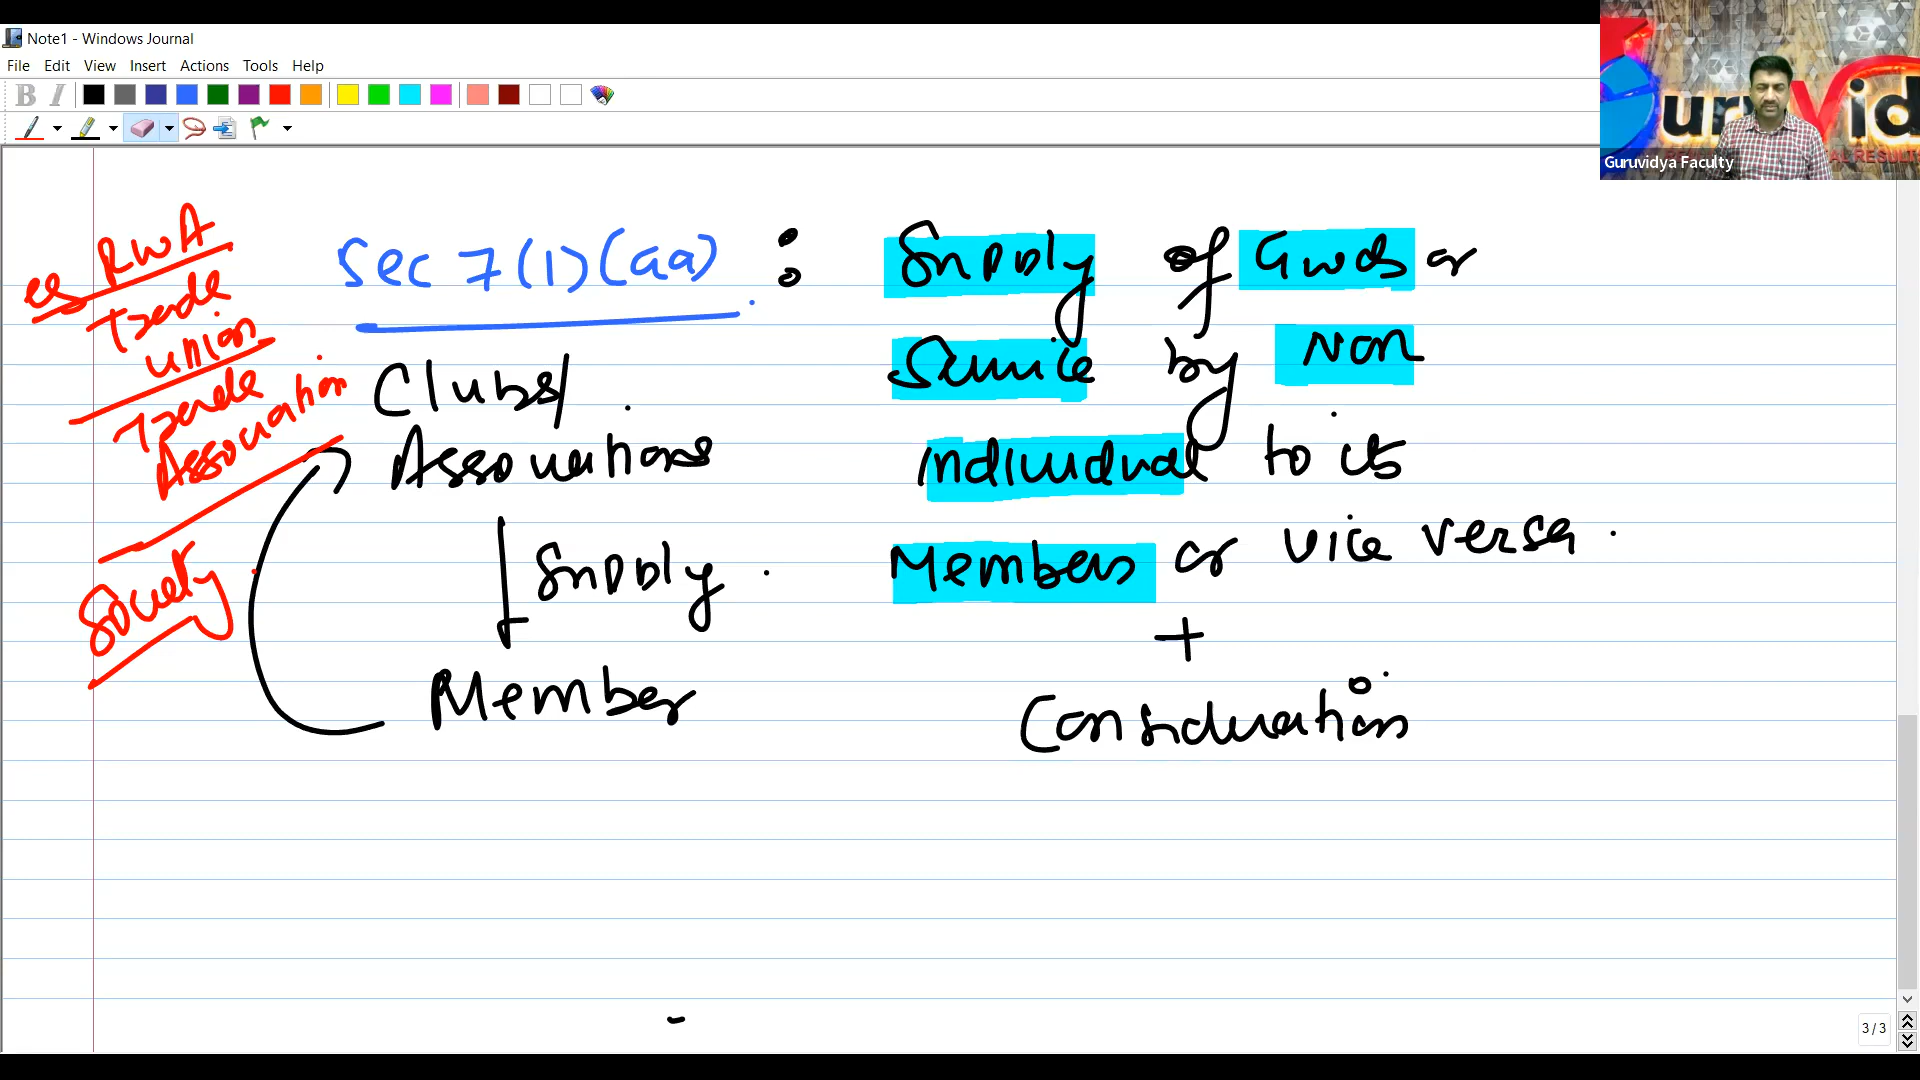 Note1 - Windows Journal
File Edit View Insert Actions Tools Help
B I
Guruvidya Faculty
es RWA
Trade
union
Trade
Association
Society
Sec 7(1)(aa) :
Clubs/
Associations
Supply
Member
Supply of Goods or
Service by Non
individual to its
Members or vice versa.
+
Consideration
3 / 3